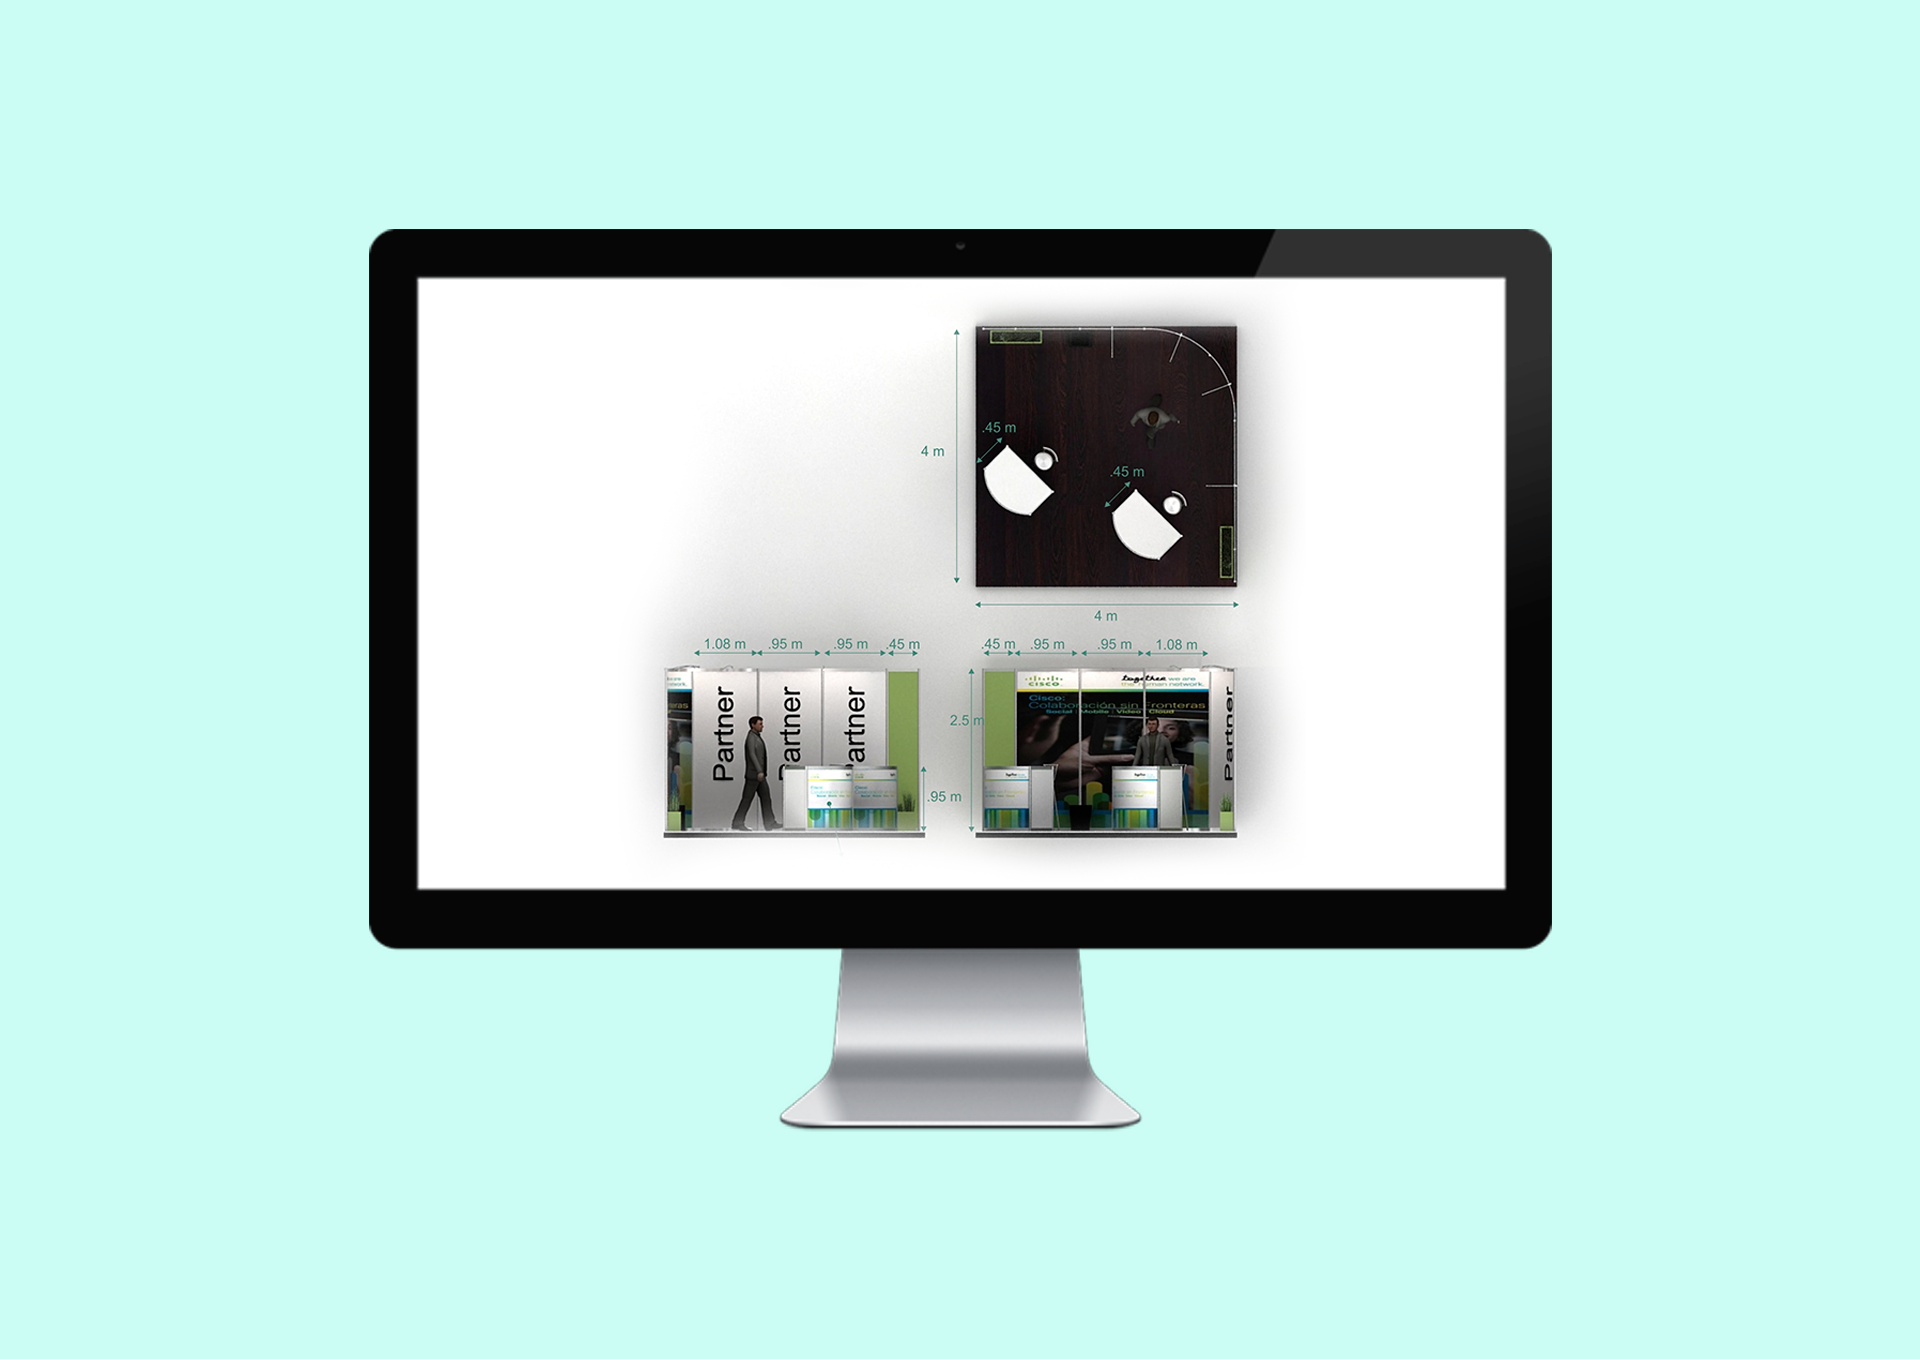 .45 m
4 m
.45 m
4 m
1.08 m .95 m .95 m .45 m
.45 m .95 m .95 m 1.08 m
Partner
Partner
Partner
2.5 m
.95 m
CISCO
together we are
the human network.
Cisco:
Colaboración sin Fronteras
Social Mobile Video Cloud
Partner